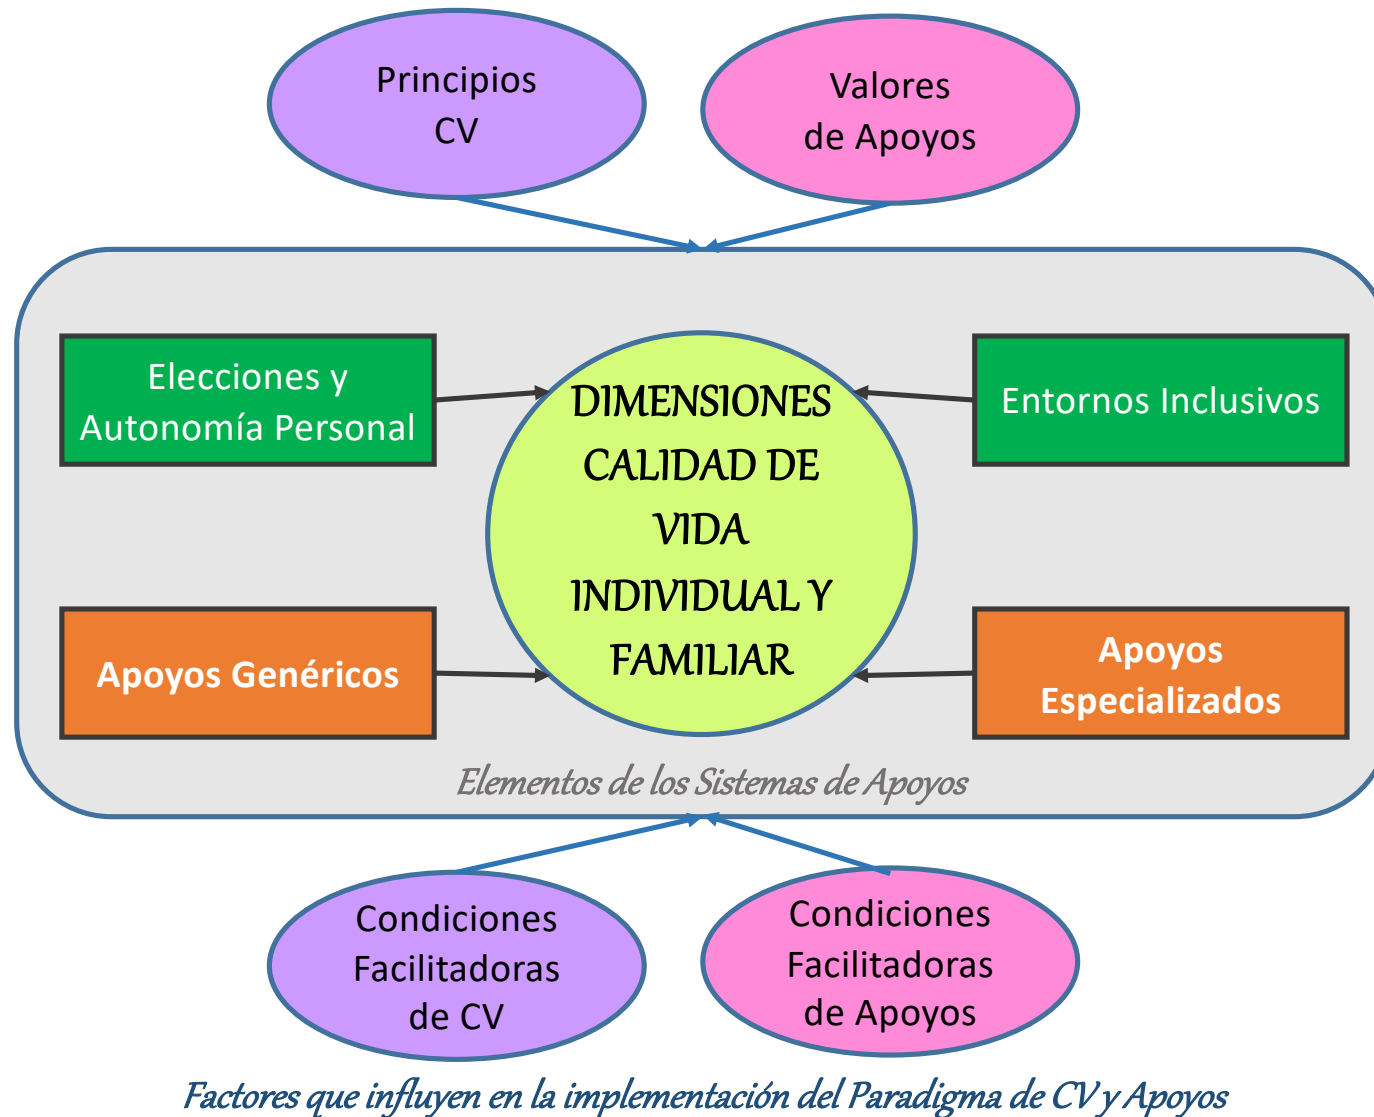 Principios
CV
Valores
de Apoyos
Elecciones y
Autonomía Personal
DIMENSIONES
CALIDAD DE
VIDA
INDIVIDUAL Y
FAMILIAR
Entornos Inclusivos
Apoyos Genéricos
Apoyos
Especializados
Elementos de los Sistemas de Apoyos
Condiciones
Facilitadoras
de CV
Condiciones
Facilitadoras
de Apoyos
Factores que influyen en la implementación del Paradigma de CV y Apoyos